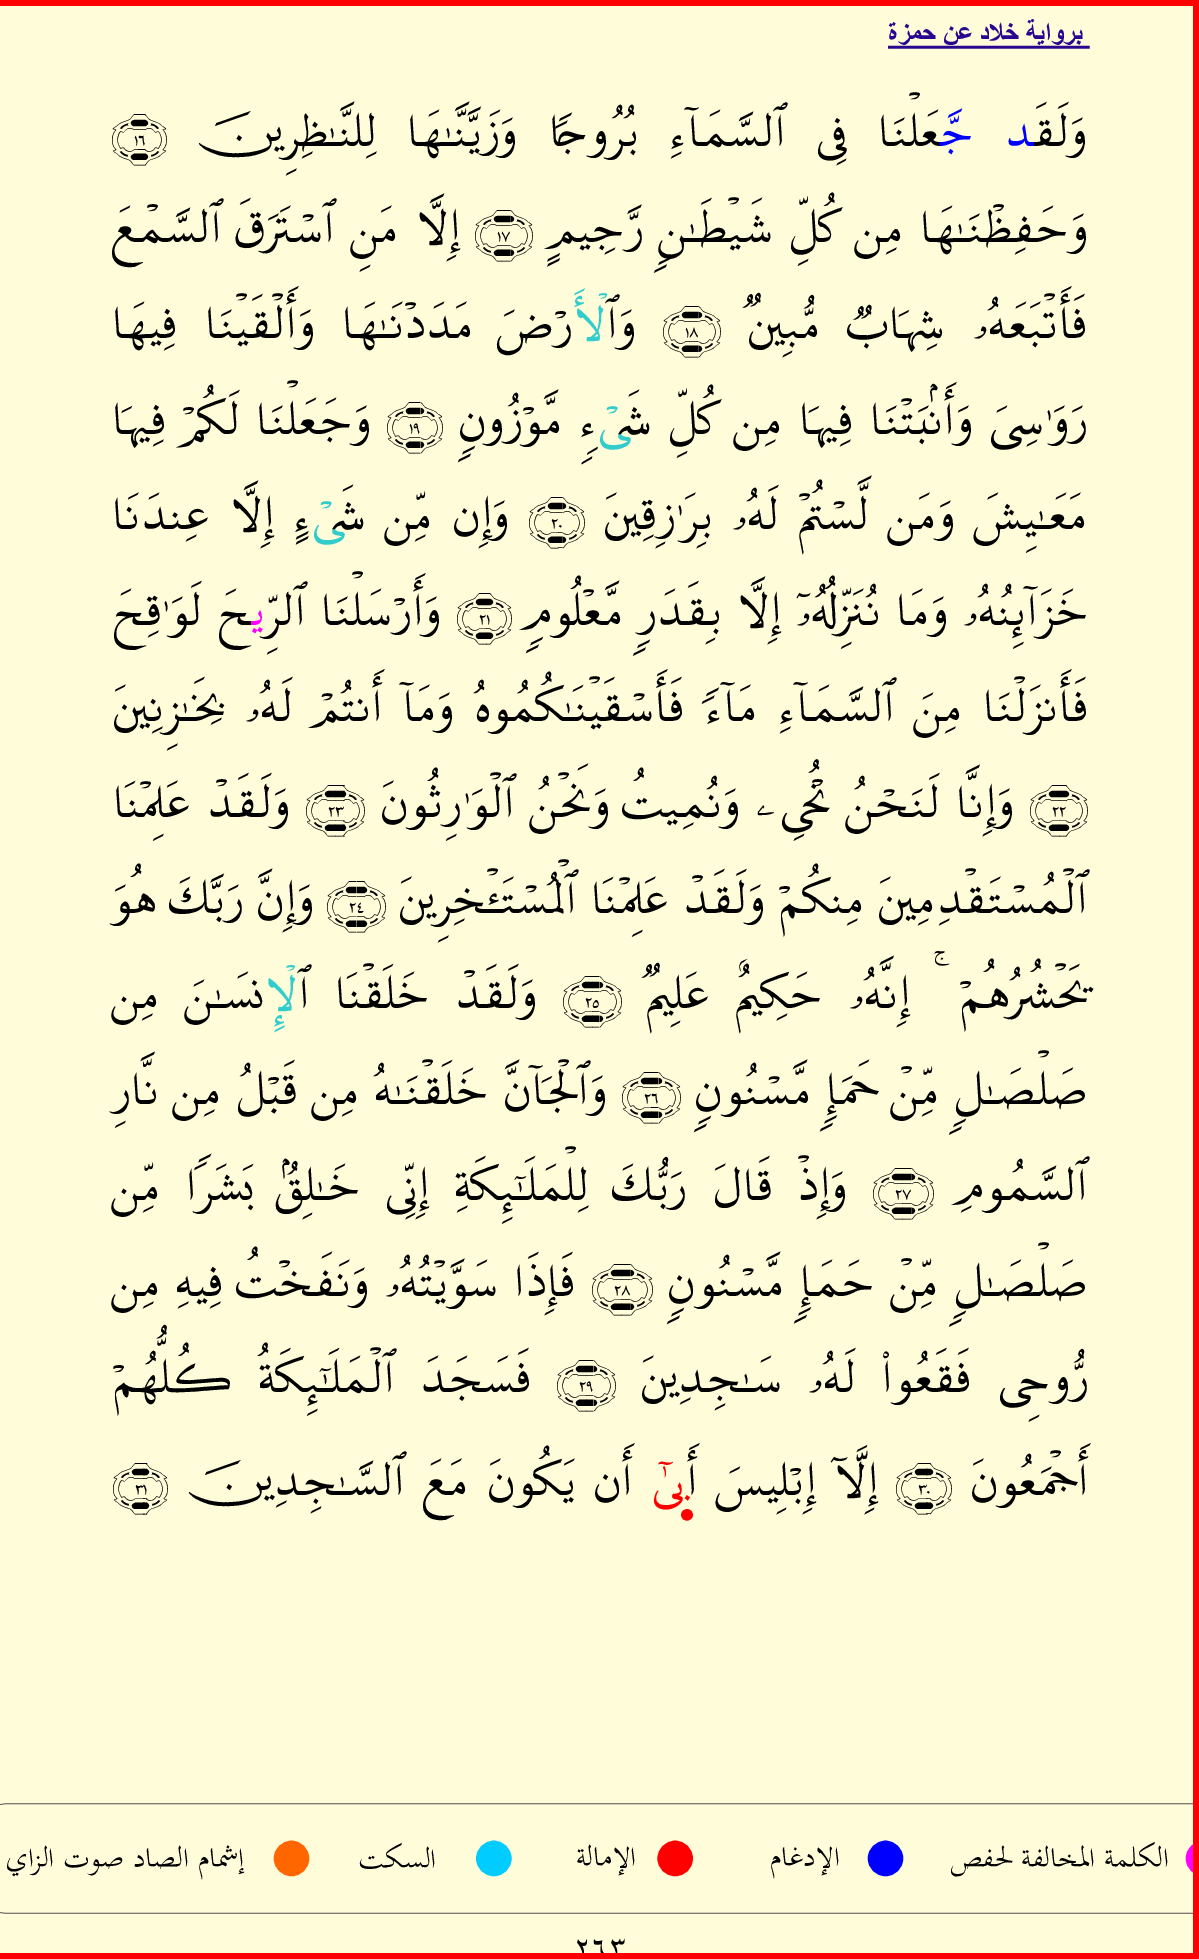 برواية خلاد عن حمزة
وَلَقَد جَّعَلْنَا فِى ٱلسَّمَآءِ بُرُوجًا وَزَيَّنَّـٰهَا لِلنَّـٰظِرِينَ ١٦
وَحَفِظْنَـٰهَا مِن كُلِّ شَيْطَـٰنٍ رَّجِيمٍ ١٧ إِلَّا مَنِ ٱسْتَرَقَ ٱلسَّمْعَ
فَأَتْبَعَهُۥ شِهَابٌ مُّبِينٌ ١٨ وَٱلْأَرْضَ مَدَدْنَـٰهَا وَأَلْقَيْنَا فِيهَا
رَوَٰسِىَ وَأَنۢبَتْنَا فِيهَا مِن كُلِّ شَىْءٍ مَّوْزُونٍ ١٩ وَجَعَلْنَا لَكُمْ فِيهَا
مَعَـٰيِشَ وَمَن لَّسْتُمْ لَهُۥ بِرَٰزِقِينَ ٢٠ وَإِن مِّن شَىْءٍ إِلَّا عِندَنَا
خَزَآئِنُهُۥ وَمَا نُنَزِّلُهُۥٓ إِلَّا بِقَدَرٍ مَّعْلُومٍ ٢١ وَأَرْسَلْنَا ٱلرِّيحَ لَوَٰقِحَ
فَأَنزَلْنَا مِنَ ٱلسَّمَآءِ مَآءً فَأَسْقَيْنَـٰكُمُوهُ وَمَآ أَنتُمْ لَهُۥ بِخَـٰزِنِينَ
٢٢ وَإِنَّا لَنَحْنُ نُحْىِۦ وَنُمِيتُ وَنَحْنُ ٱلْوَٰرِثُونَ ٢٣ وَلَقَدْ عَلِمْنَا
ٱلْمُسْتَقْدِمِينَ مِنكُمْ وَلَقَدْ عَلِمْنَا ٱلْمُسْتَـْٔخِرِينَ ٢٤ وَإِنَّ رَبَّكَ هُوَ
يَحْشُرُهُمْ ۚ إِنَّهُۥ حَكِيمٌ عَلِيمٌ ٢٥ وَلَقَدْ خَلَقْنَا ٱلْإِنسَـٰنَ مِن
صَلْصَـٰلٍ مِّنْ حَمَإٍ مَّسْنُونٍ ٢٦ وَٱلْجَآنَّ خَلَقْنَـٰهُ مِن قَبْلُ مِن نَّارِ
ٱلسَّمُومِ ٢٧ وَإِذْ قَالَ رَبُّكَ لِلْمَلَـٰٓئِكَةِ إِنِّى خَـٰلِقٌۢ بَشَرًا مِّن
صَلْصَـٰلٍ مِّنْ حَمَإٍ مَّسْنُونٍ ٢٨ فَإِذَا سَوَّيْتُهُۥ وَنَفَخْتُ فِيهِ مِن
رُّوحِى فَقَعُوا۟ لَهُۥ سَـٰجِدِينَ ٢٩ فَسَجَدَ ٱلْمَلَـٰٓئِكَةُ كُلُّهُمْ
أَجْمَعُونَ ٣٠ إِلَّآ إِبْلِيسَ أَبَىٰٓ أَن يَكُونَ مَعَ ٱلسَّـٰجِدِينَ ٣١
الكلمة المخالفة لحفص الإدغام الإمالة السكت إشمام الصاد صوت الزاي
٢٦٣